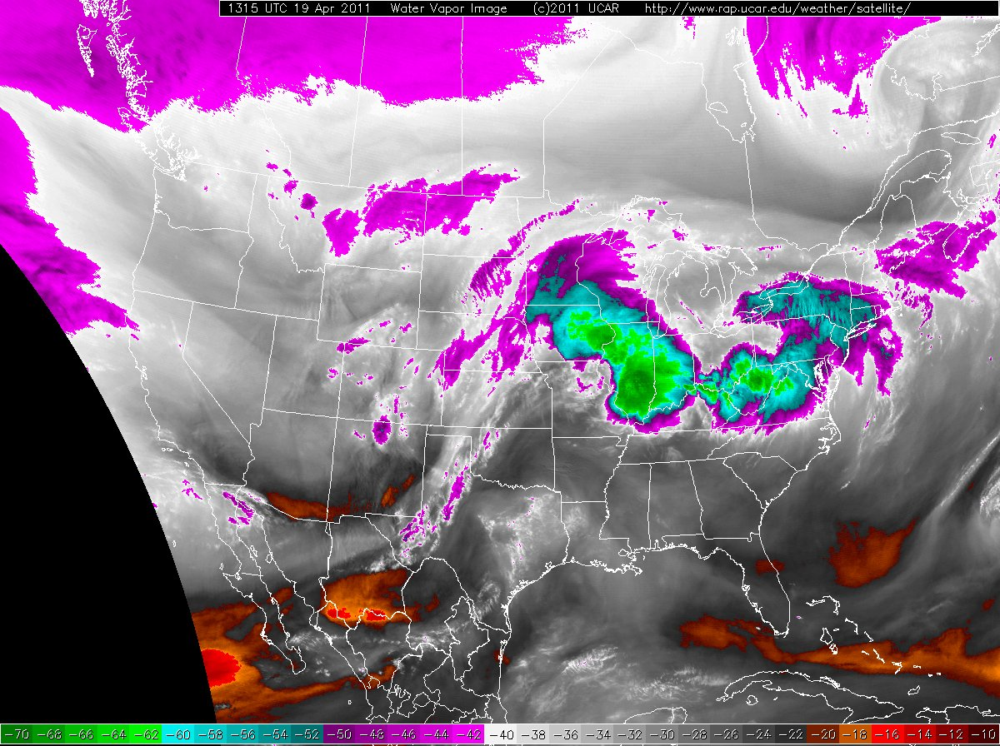 1315 UTC 19 Apr 2011 Water Vapor Image (c)2011 UCAR http://www.rap.ucar.edu/weather/satellite/
-70 -68 -66 -64 -62 -60 -58 -56 -54 -52 -50 -48 -46 -44 -42 -40 -38 -36 -34 -32 -30 -28 -26 -24 -22 -20 -18 -16 -14 -12 -10